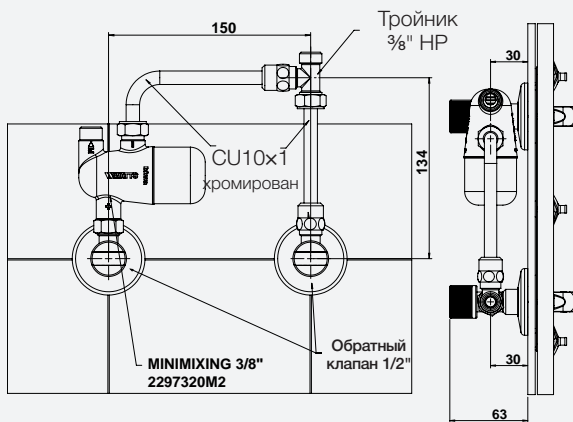 150
Тройник
⅜" НР
30
CU10×1
хромирован
134
WATTS
Обратный
клапан 1/2"
MINIMIXING 3/8"
2297320M2
30
63